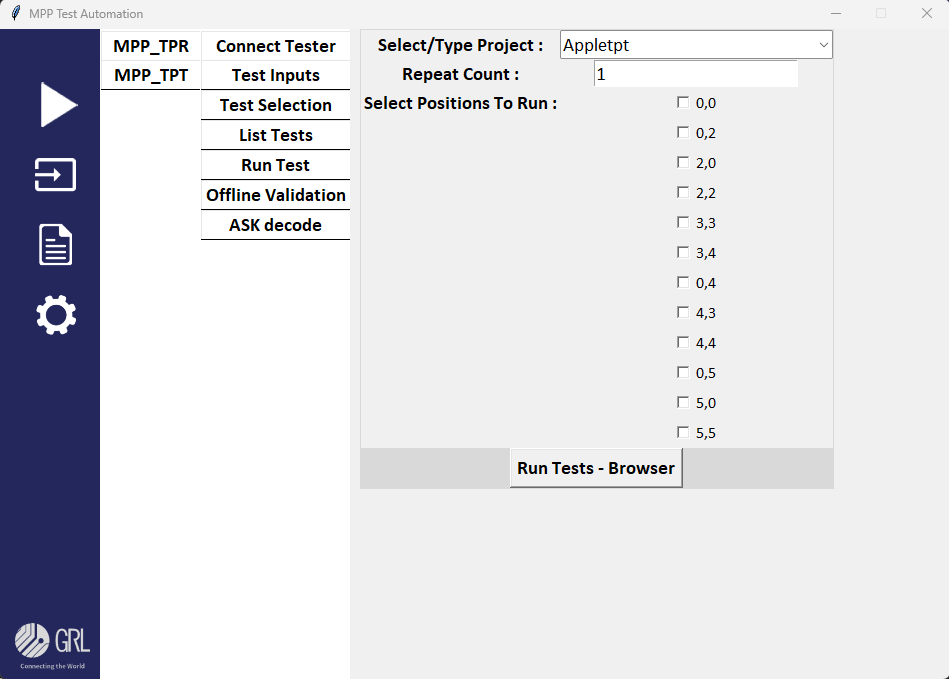 MPP Test Automation
MPP_TPR
MPP_TPT
Connect Tester
Test Inputs
Test Selection
List Tests
Run Test
Offline Validation
ASK decode
Select/Type Project :
Appletpt
Repeat Count :
1
Select Positions To Run :
0,0
0,2
2,0
2,2
3,3
3,4
0,4
4,3
4,4
0,5
5,0
5,5
Run Tests - Browser
GRL
Connecting the World